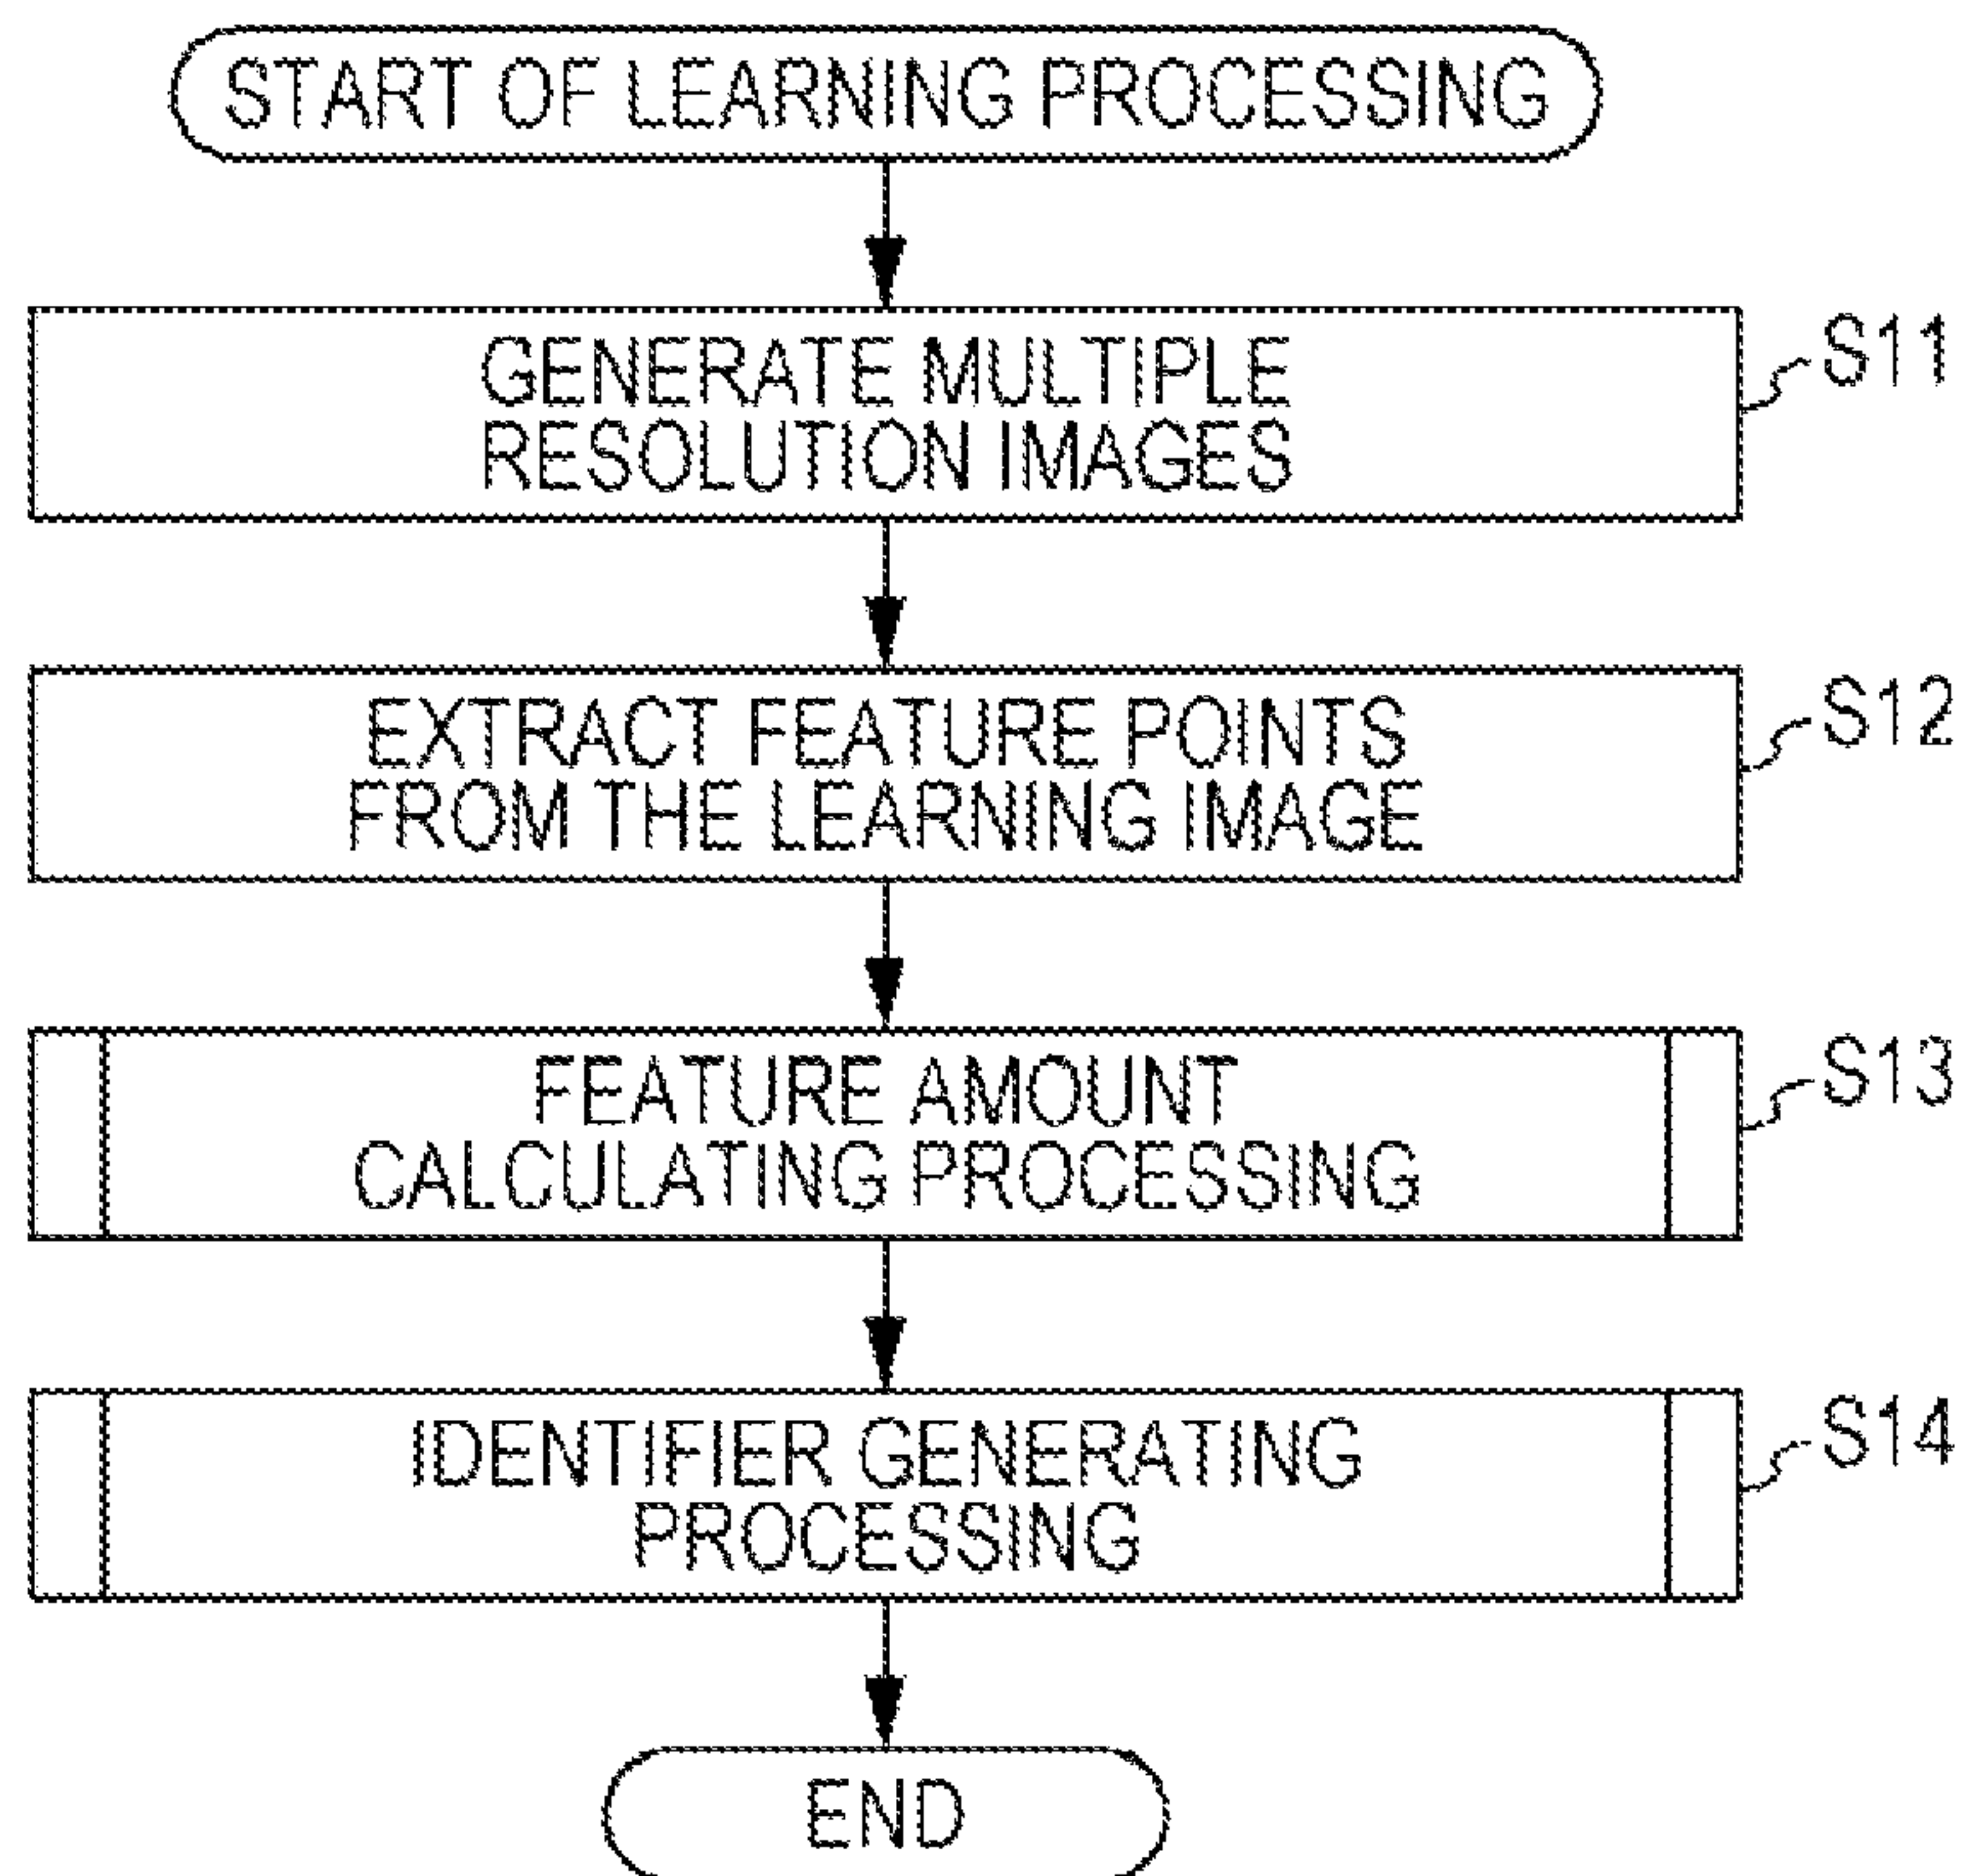 START OF LEARNING PROCESSING
GENERATE MULTIPLE
RESOLUTION IMAGES
S11
EXTRACT FEATURE POINTS
FROM THE LEARNING IMAGE
S12
FEATURE AMOUNT
CALCULATING PROCESSING
S13
IDENTIFIER GENERATING
PROCESSING
S14
END